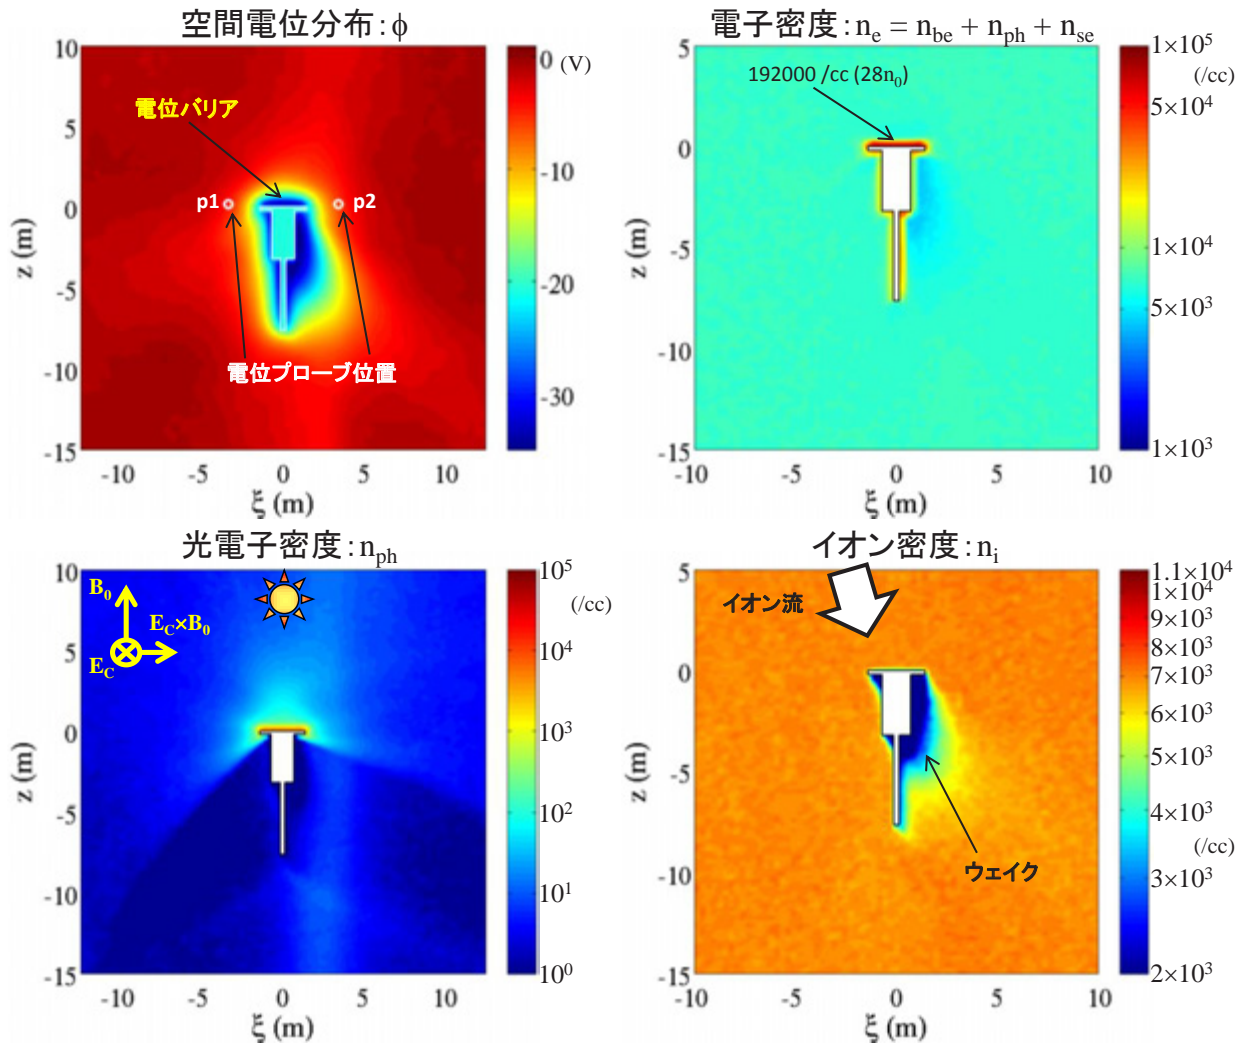 空間電位分布：ϕ
10
5
0
-5
-10
-15
z (m)
-10
-5
0
5
10
ξ (m)
0 (V)
-10
-20
-30
電位バリア
p1
p2
電位プローブ位置
電子密度：nₑ = n_be + n_ph + n_se
5
0
-5
-10
-15
z (m)
-10
-5
0
5
10
ξ (m)
1×10⁵
(/cc)
5×10⁴
1×10⁴
5×10³
1×10³
192000 /cc (28n₀)
光電子密度：n_ph
10
5
0
-5
-10
-15
z (m)
-10
-5
0
5
10
ξ (m)
10⁵
(/cc)
10⁴
10³
10²
10¹
10⁰
B₀
E_C×B₀
E_C
イオン密度：nᵢ
5
0
-5
-10
-15
z (m)
-10
-5
0
5
10
ξ (m)
1.1×10⁴
9×10³
8×10³
7×10³
6×10³
5×10³
4×10³
(/cc)
3×10³
2×10³
イオン流
ウェイク